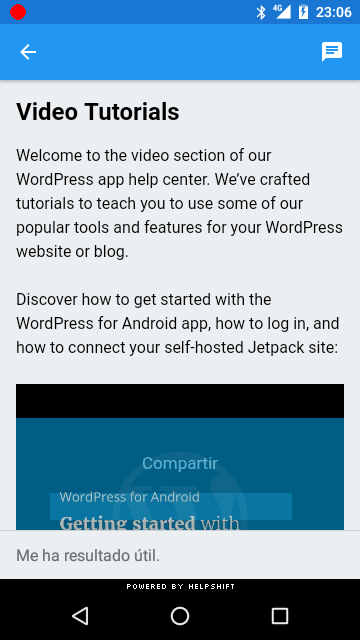 4G 23:06
Video Tutorials
Welcome to the video section of our
WordPress app help center. We’ve crafted
tutorials to teach you to use some of our
popular tools and features for your WordPress
website or blog.
Discover how to get started with the
WordPress for Android app, how to log in, and
how to connect your self-hosted Jetpack site:
Compartir
WordPress for Android
Getting started with
Me ha resultado útil.
POWERED BY HELPSHIFT